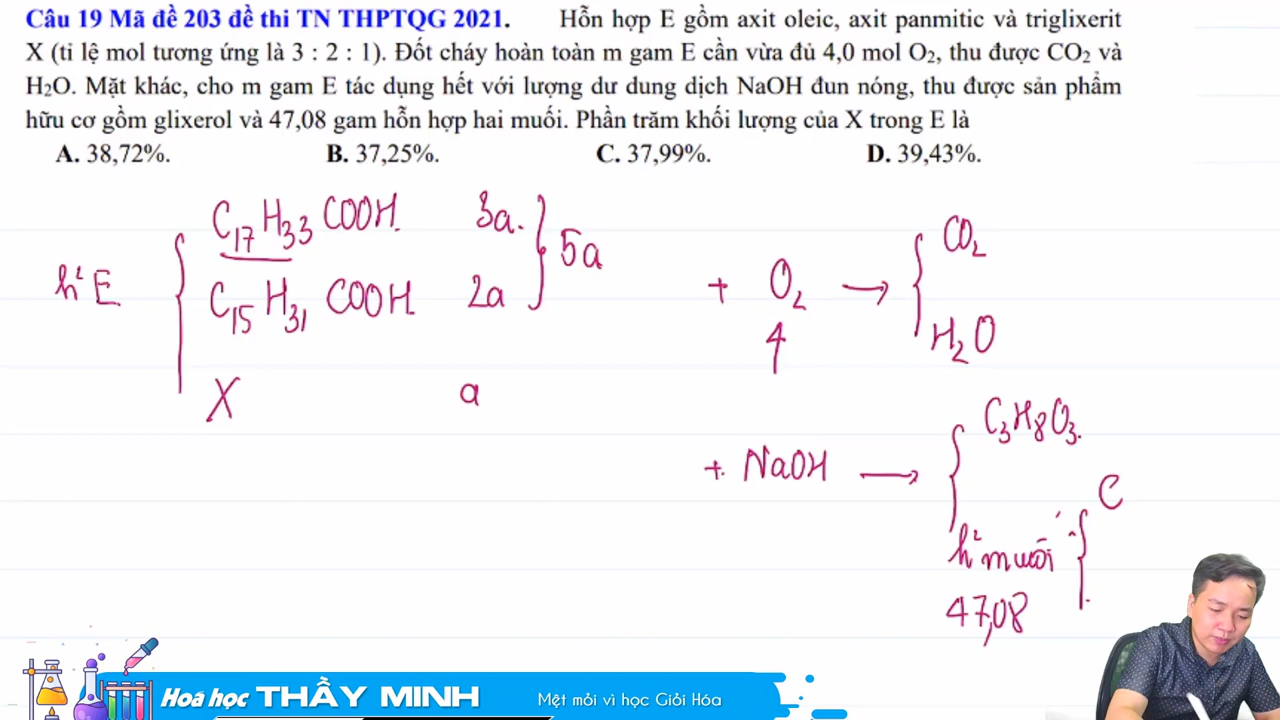 Câu 19 Mã đề 203 đề thi TN THPTQG 2021. Hỗn hợp E gồm axit oleic, axit panmitic và triglixerit
X (tỉ lệ mol tương ứng là 3 : 2 : 1). Đốt cháy hoàn toàn m gam E cần vừa đủ 4,0 mol O₂, thu được CO₂ và
H₂O. Mặt khác, cho m gam E tác dụng hết với lượng dư dung dịch NaOH đun nóng, thu được sản phẩm
hữu cơ gồm glixerol và 47,08 gam hỗn hợp hai muối. Phần trăm khối lượng của X trong E là
A. 38,72%. B. 37,25%. C. 37,99%. D. 39,43%.
C₁₇H₃₃COOH 3a
5a
h² E
C₁₅H₃₁COOH 2a
X a
+ O₂ → CO₂
4
H₂O
+ NaOH → C₃H₈O₃
C
h² muối
47,08
Hoá học THẦY MINH Mệt mỏi vì học Giỏi Hóa